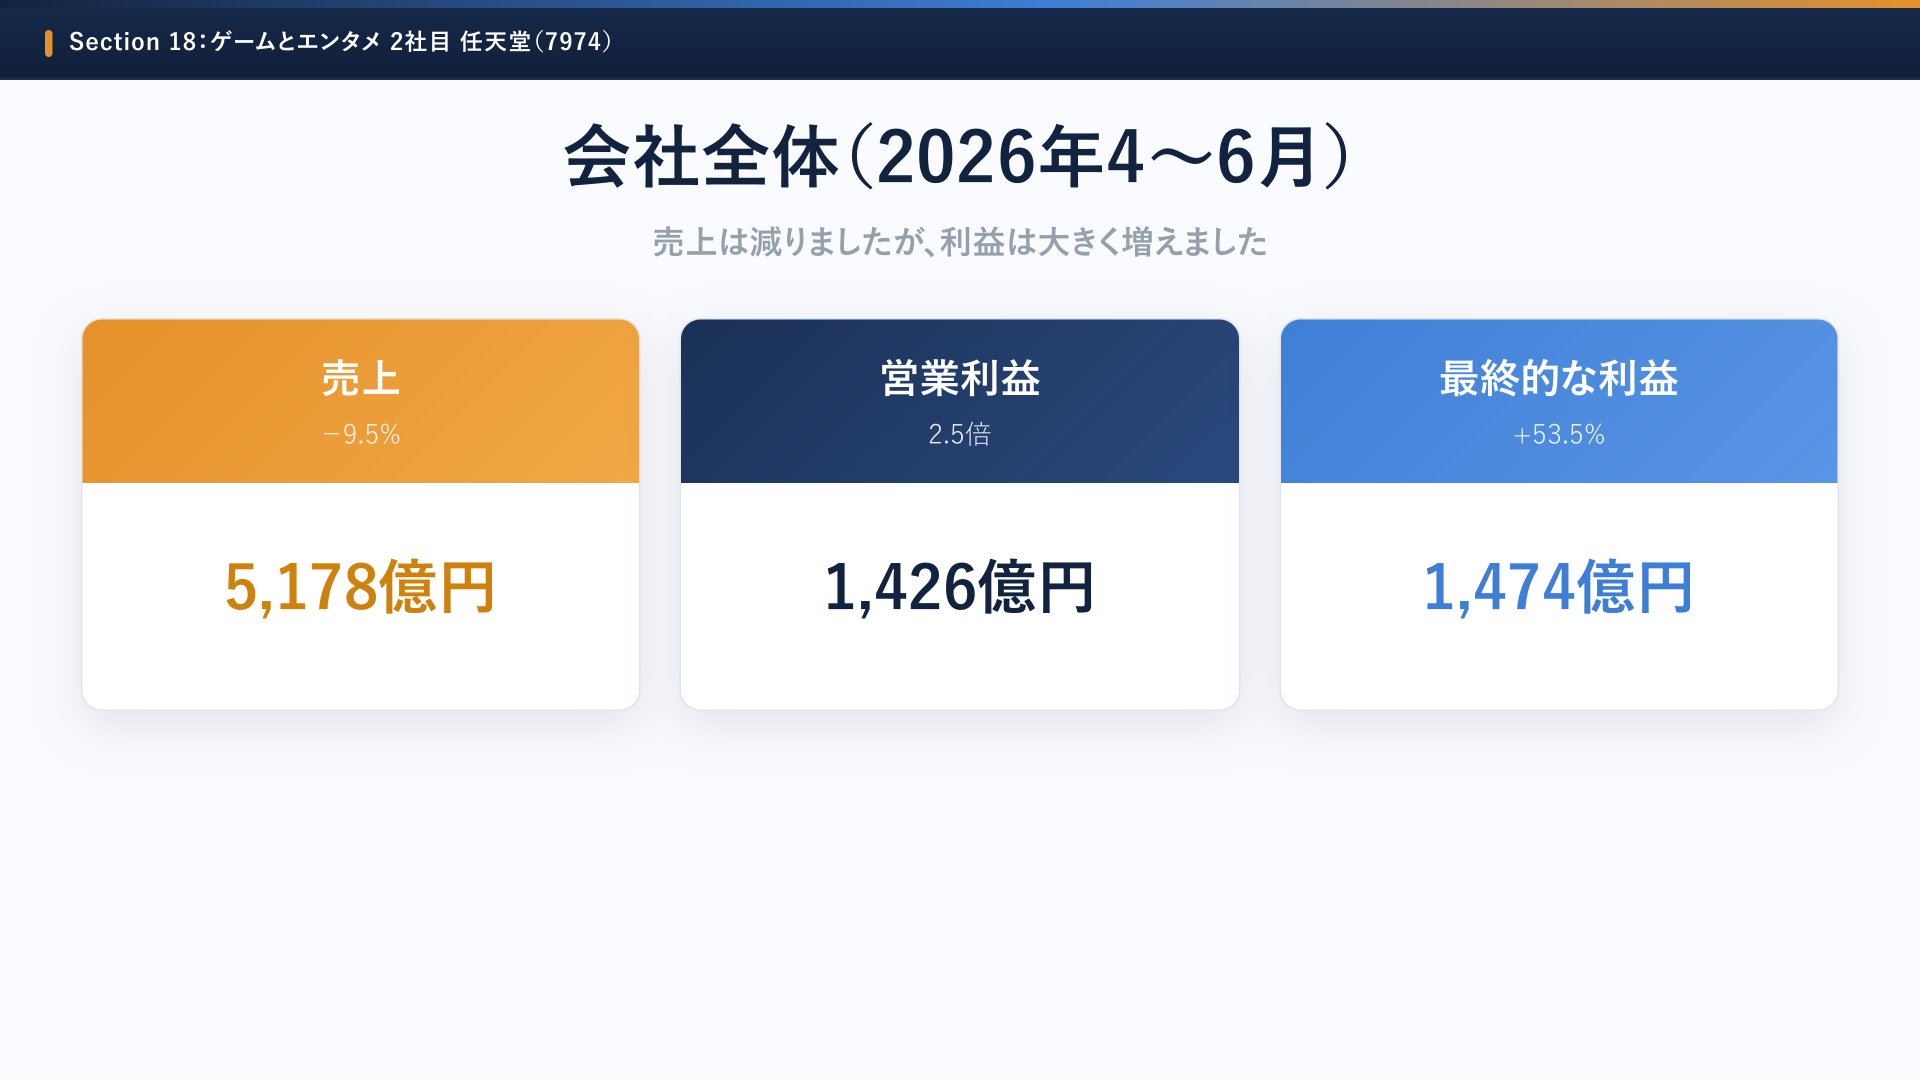 Section 18：ゲームとエンタメ 2社目 任天堂（7974）
会社全体（2026年4〜6月）
売上は減りましたが、利益は大きく増えました
売上
−9.5%
5,178億円
営業利益
2.5倍
1,426億円
最終的な利益
+53.5%
1,474億円